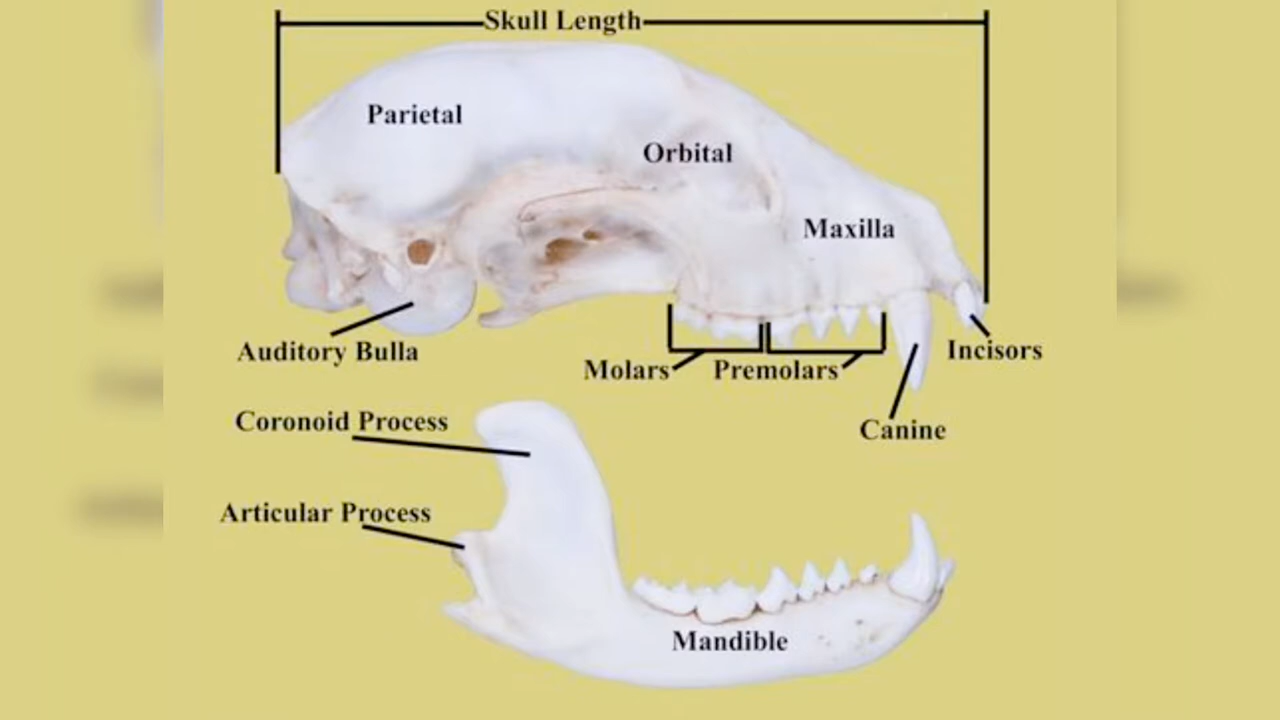 Skull Length
Parietal
Orbital
Maxilla
Auditory Bulla
Molars
Premolars
Incisors
Canine
Coronoid Process
Articular Process
Mandible